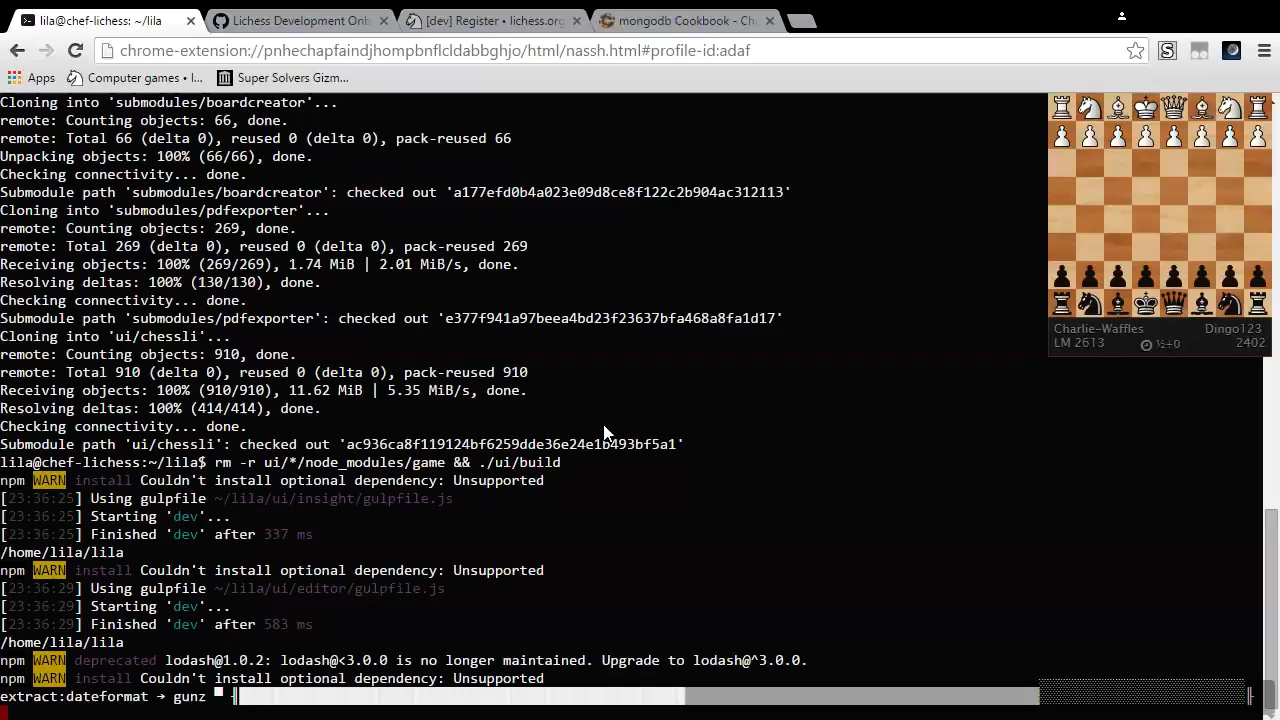 lila@chef-lichess: ~/lila
Lichess Development Onb
[dev] Register • lichess.org
mongodb Cookbook - Che
chrome-extension://pnhechapfaindjhompbnflcldabbghjo/html/nassh.html#profile-id:adaf
Apps
Computer games • l...
Super Solvers Gizm...
Cloning into 'submodules/boardcreator'...
remote: Counting objects: 66, done.
remote: Total 66 (delta 0), reused 0 (delta 0), pack-reused 66
Unpacking objects: 100% (66/66), done.
Checking connectivity... done.
Submodule path 'submodules/boardcreator': checked out 'a177efd0b4a023e09d8ce8f122c2b904ac312113'
Cloning into 'submodules/pdfexporter'...
remote: Counting objects: 269, done.
remote: Total 269 (delta 0), reused 0 (delta 0), pack-reused 269
Receiving objects: 100% (269/269), 1.74 MiB | 2.01 MiB/s, done.
Resolving deltas: 100% (130/130), done.
Checking connectivity... done.
Submodule path 'submodules/pdfexporter': checked out 'e377f941a97beea4bd23f23637bfa468a8fa1d17'
Cloning into 'ui/chessli'...
remote: Counting objects: 910, done.
remote: Total 910 (delta 0), reused 0 (delta 0), pack-reused 910
Receiving objects: 100% (910/910), 11.62 MiB | 5.35 MiB/s, done.
Resolving deltas: 100% (414/414), done.
Checking connectivity... done.
Submodule path 'ui/chessli': checked out 'ac936ca8f119124bf6259dde36e24e1b493bf5a1'
lila@chef-lichess:~/lila$ rm -r ui/*/node_modules/game && ./ui/build
npm WARN install Couldn't install optional dependency: Unsupported
[23:36:25] Using gulpfile ~/lila/ui/insight/gulpfile.js
[23:36:25] Starting 'dev'...
[23:36:25] Finished 'dev' after 337 ms
/home/lila/lila
npm WARN install Couldn't install optional dependency: Unsupported
[23:36:29] Using gulpfile ~/lila/ui/editor/gulpfile.js
[23:36:29] Starting 'dev'...
[23:36:29] Finished 'dev' after 583 ms
/home/lila/lila
npm WARN deprecated lodash@1.0.2: lodash@<3.0.0 is no longer maintained. Upgrade to lodash@^3.0.0.
npm WARN install Couldn't install optional dependency: Unsupported
extract:dateformat → gunz
Charlie-Waffles Dingo123
LM 2613 ½+0 2402